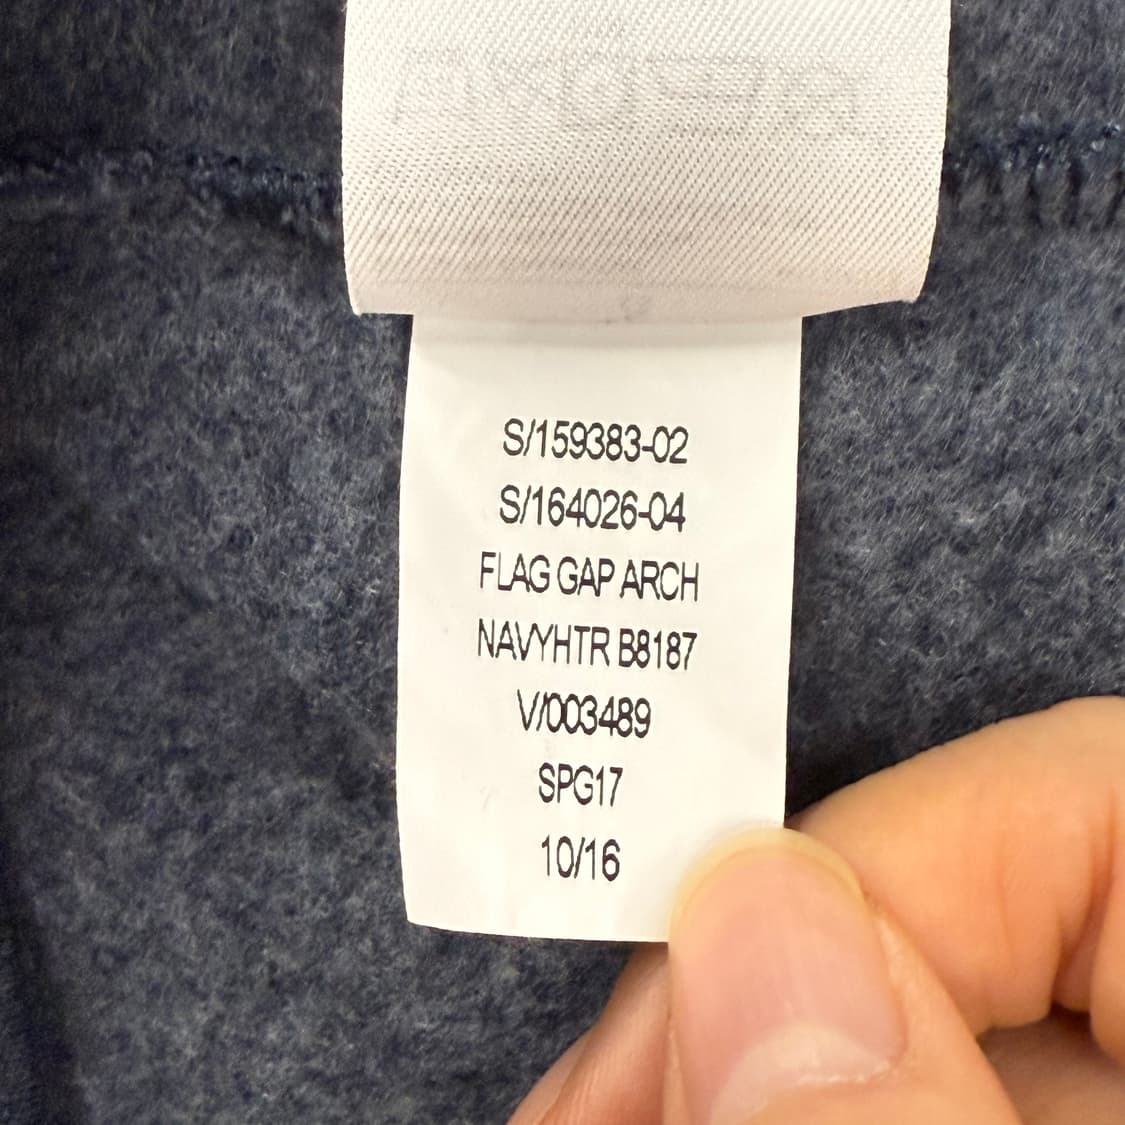 S/159383-02
S/164026-04
FLAG GAP ARCH
NAVYHTR B8187
V/003489
SPG17
10/16